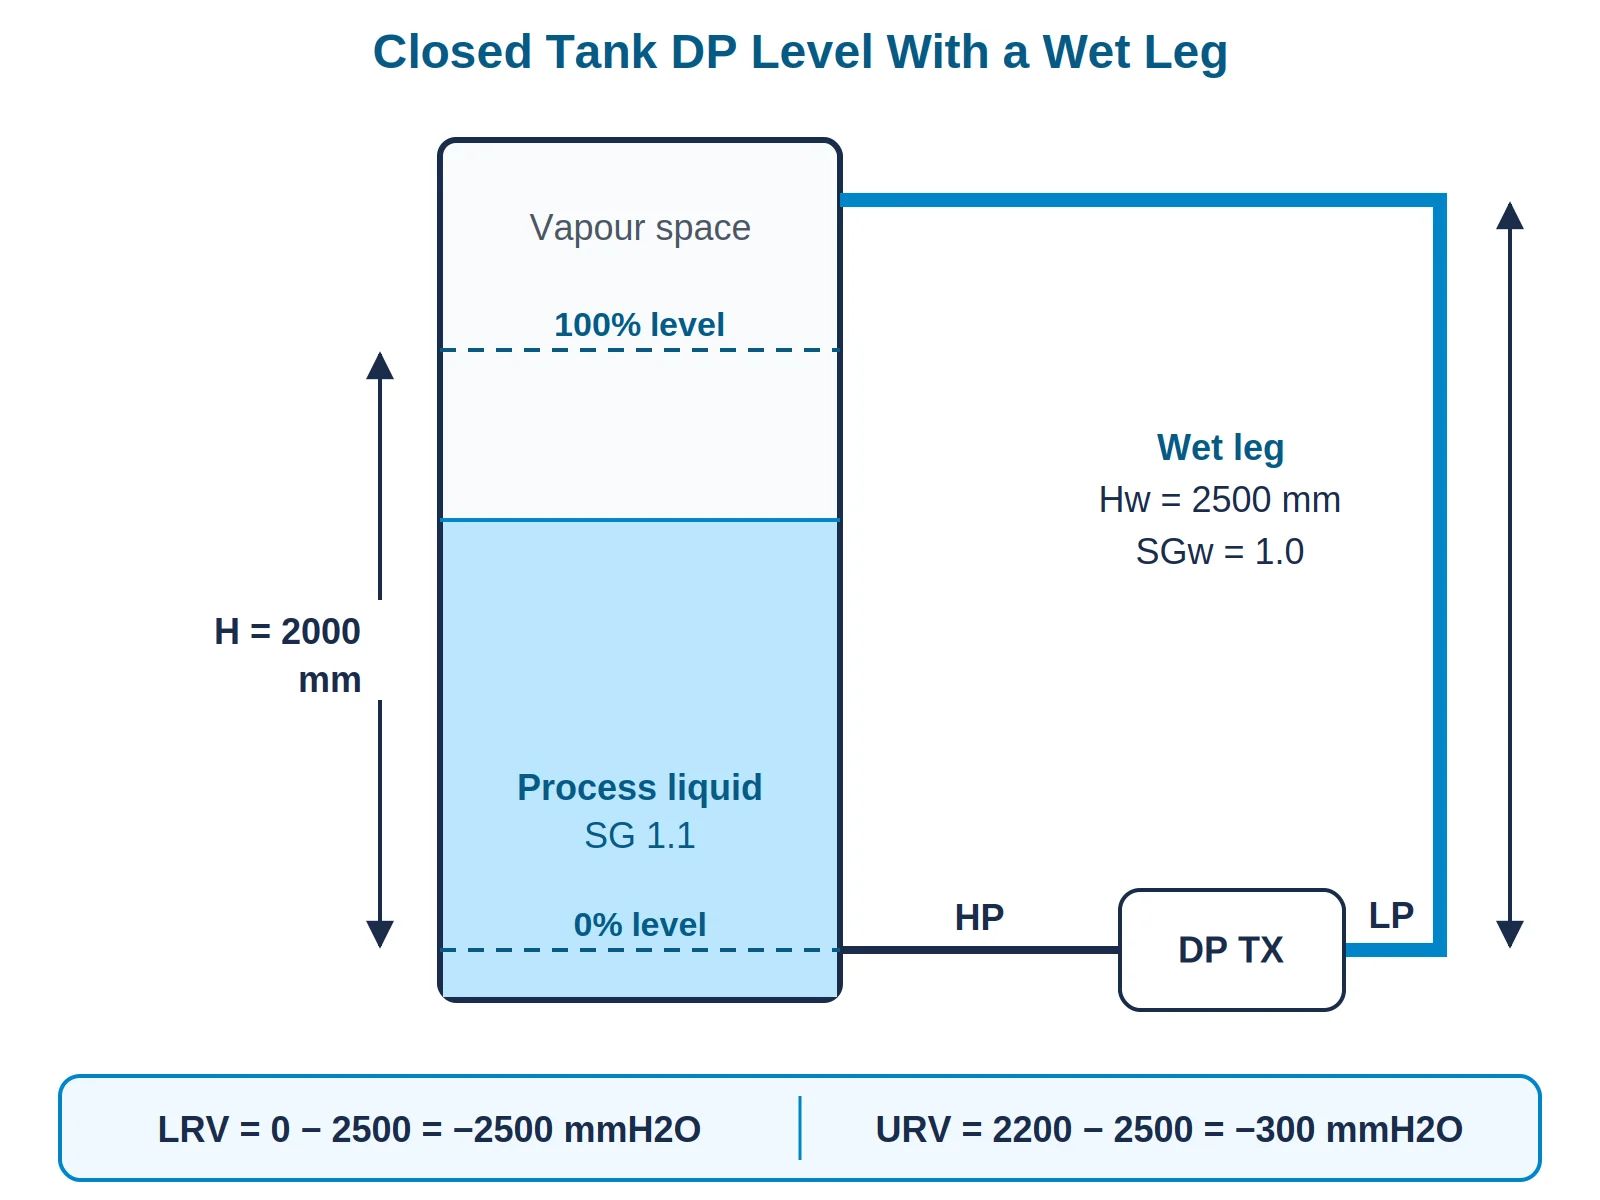 Closed Tank DP Level With a Wet Leg
Vapour space
100% level
Wet leg
Hw = 2500 mm
SGw = 1.0
H = 2000
mm
Process liquid
SG 1.1
0% level
HP
DP TX
LP
LRV = 0 − 2500 = −2500 mmH2O
URV = 2200 − 2500 = −300 mmH2O